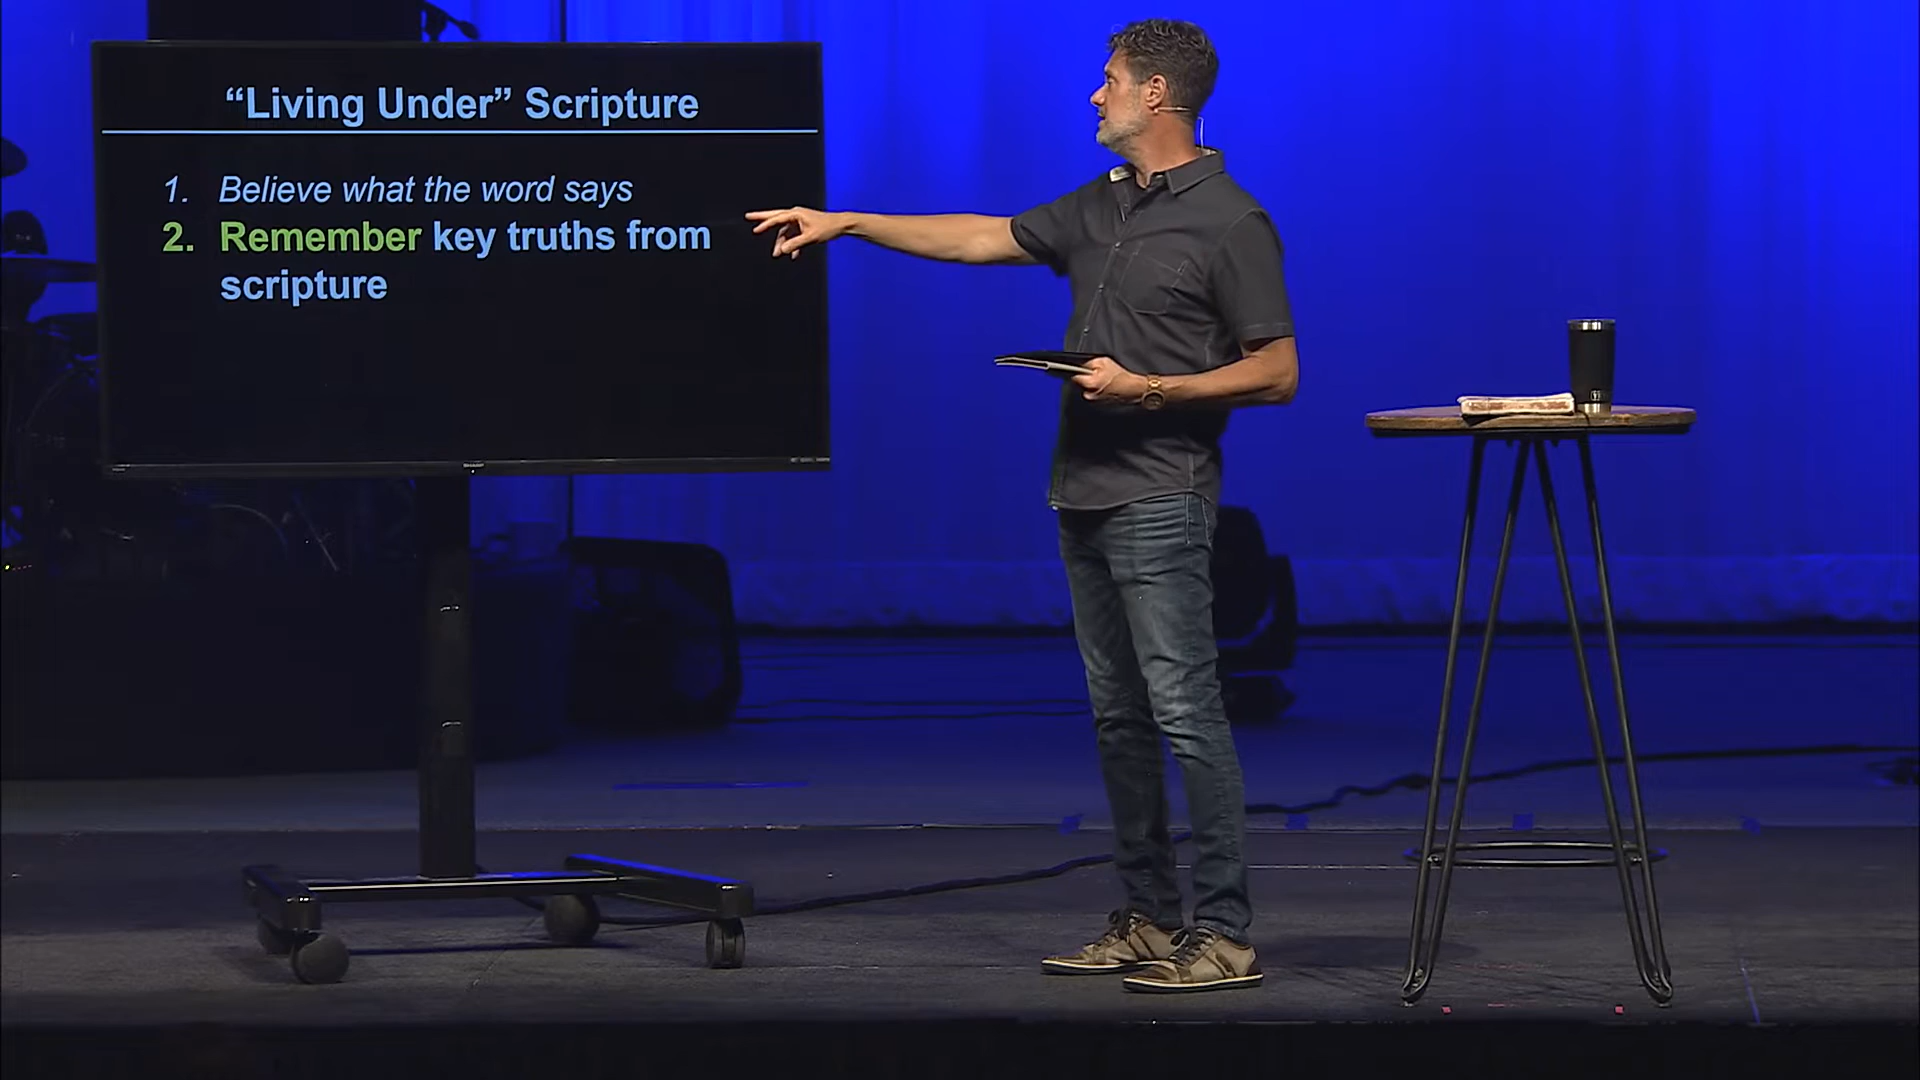 “Living Under” Scripture
1. Believe what the word says
2. Remember key truths from
scripture